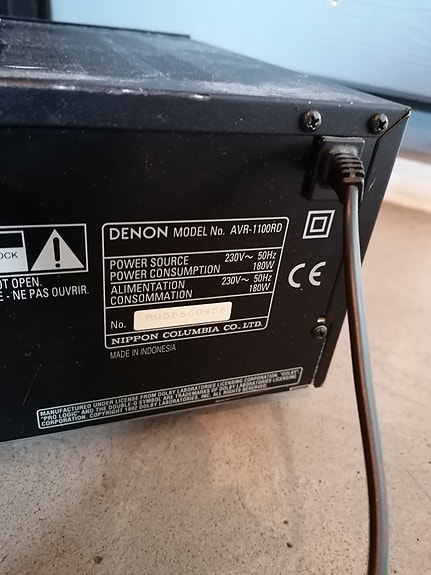 OCK
T OPEN.
E - NE PAS OUVRIR.
DENON MODEL No. AVR-1100RD
POWER SOURCE 230V~ 50Hz
POWER CONSUMPTION 180W
ALIMENTATION 230V~ 50Hz
CONSOMMATION 180W
No.
NIPPON COLUMBIA CO., LTD.
MADE IN INDONESIA
CE
MANUFACTURED UNDER LICENSE FROM DOLBY LABORATORIES LICENSING CORPORATION. "DOLBY"
"PRO LOGIC" AND THE DOUBLE-D SYMBOL ARE TRADEMARKS OF DOLBY LABORATORIES LICENSING
CORPORATION. COPYRIGHT 1992 DOLBY LABORATORIES, INC. ALL RIGHTS RESERVED.